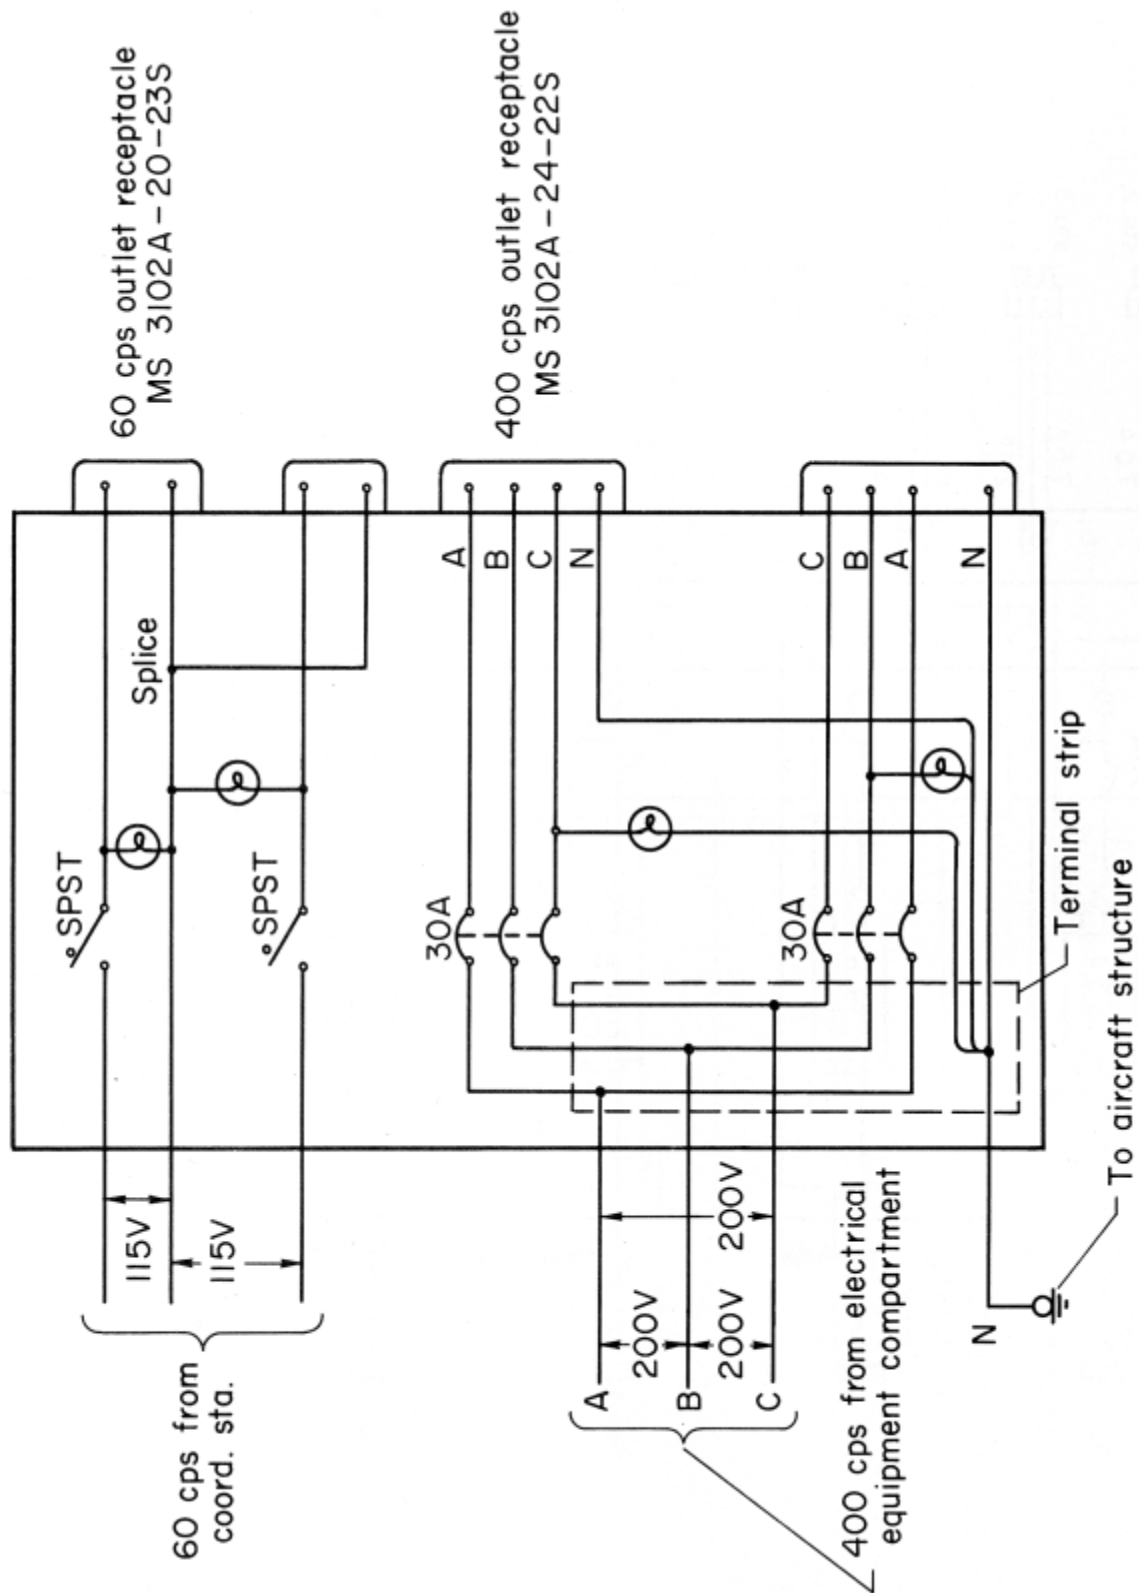 60 cps outlet receptacle
MS 3102A-20-23S
400 cps outlet receptacle
MS 3102A-24-22S
Splice
SPST
SPST
A
B
C
N
C
B
A
N
30A
30A
Terminal strip
115V
115V
200V
200V
200V
60 cps from
coord. sta.
A
B
C
400 cps from electrical
equipment compartment
N
To aircraft structure